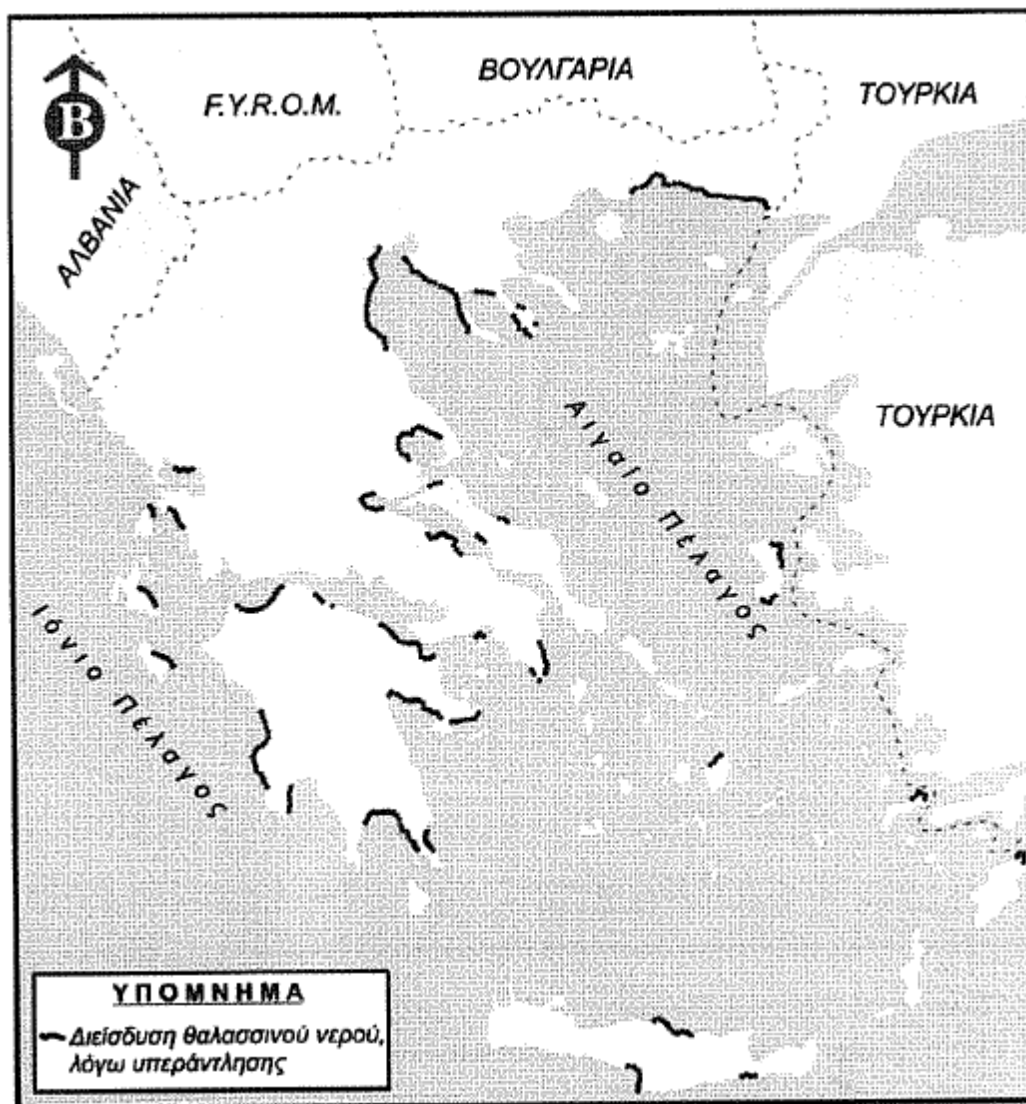 ΒΟΥΛΓΑΡΙΑ
F.Y.R.O.M.
ΤΟΥΡΚΙΑ
Β
ΑΛΒΑΝΙΑ
ΤΟΥΡΚΙΑ
Αιγαίο Πέλαγος
Ιόνιο Πέλαγος
ΥΠΟΜΝΗΜΑ
Διείσδυση θαλασσινού νερού,
λόγω υπεράντλησης